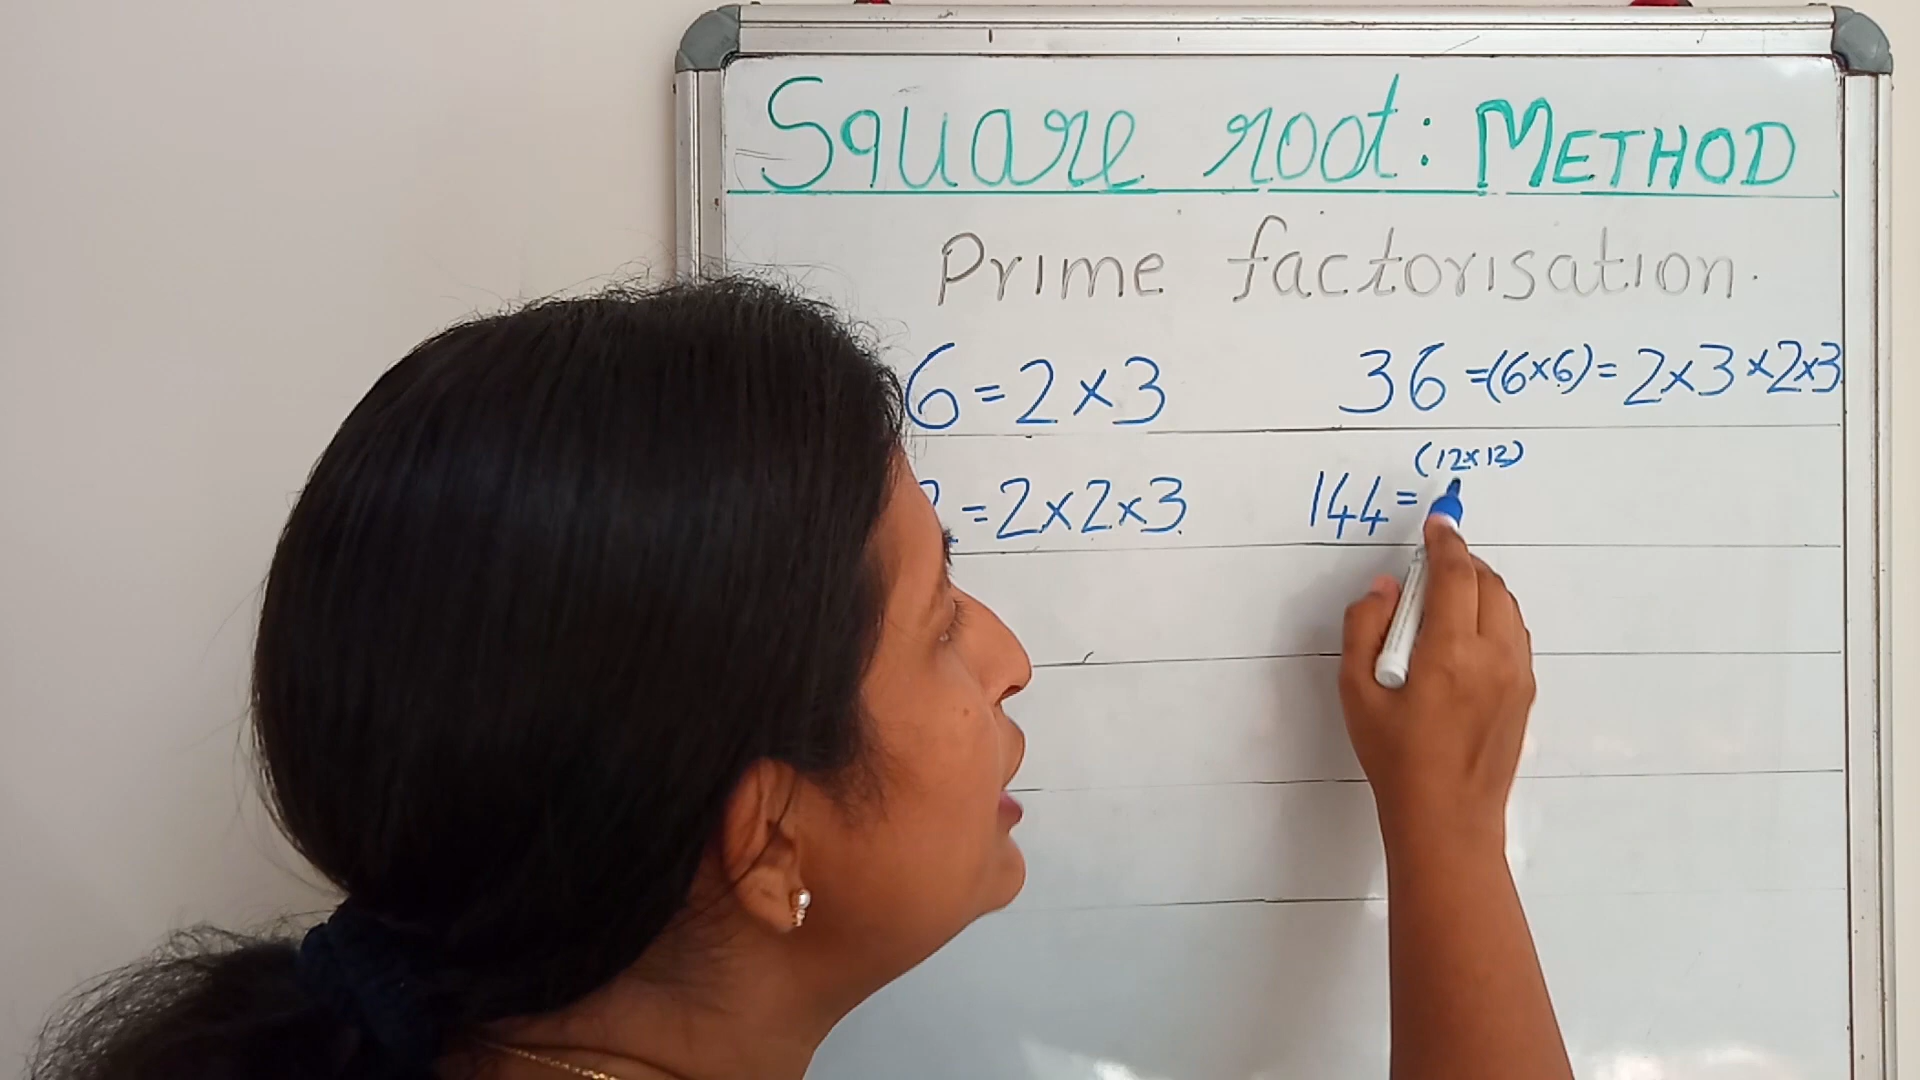 Square root: METHOD
Prime factorisation.
6 = 2 × 3 36 = (6×6) = 2×3×2×3
= 2×2×3 144 = (12×12)